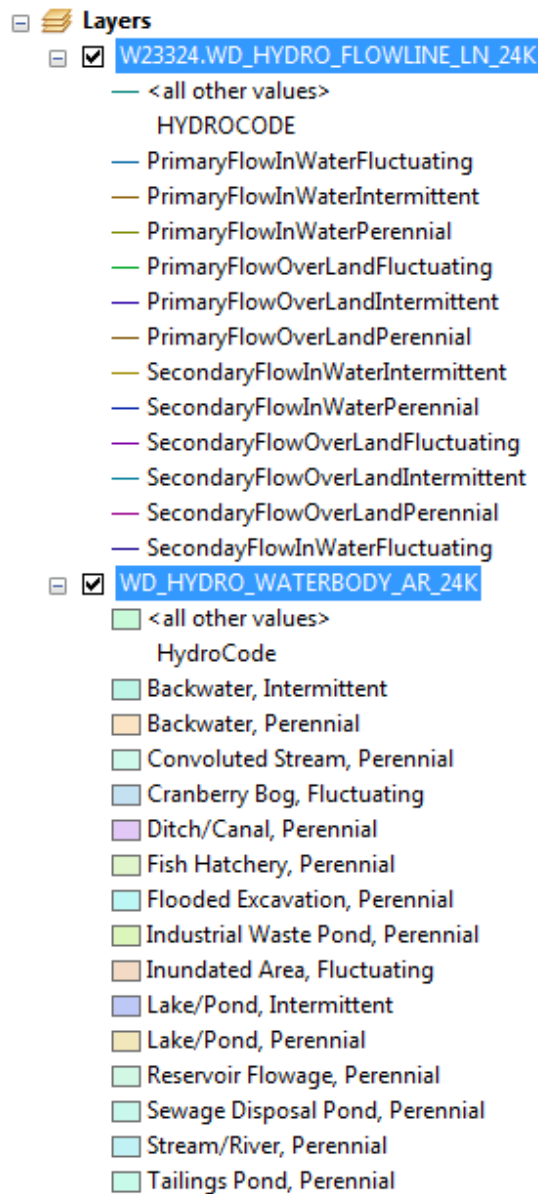 Layers
W23324.WD_HYDRO_FLOWLINE_LN_24K
<all other values>
HYDROCODE
PrimaryFlowInWaterFluctuating
PrimaryFlowInWaterIntermittent
PrimaryFlowInWaterPerennial
PrimaryFlowOverLandFluctuating
PrimaryFlowOverLandIntermittent
PrimaryFlowOverLandPerennial
SecondaryFlowInWaterIntermittent
SecondaryFlowInWaterPerennial
SecondaryFlowOverLandFluctuating
SecondaryFlowOverLandIntermittent
SecondaryFlowOverLandPerennial
SecondayFlowInWaterFluctuating
WD_HYDRO_WATERBODY_AR_24K
<all other values>
HydroCode
Backwater, Intermittent
Backwater, Perennial
Convoluted Stream, Perennial
Cranberry Bog, Fluctuating
Ditch/Canal, Perennial
Fish Hatchery, Perennial
Flooded Excavation, Perennial
Industrial Waste Pond, Perennial
Inundated Area, Fluctuating
Lake/Pond, Intermittent
Lake/Pond, Perennial
Reservoir Flowage, Perennial
Sewage Disposal Pond, Perennial
Stream/River, Perennial
Tailings Pond, Perennial